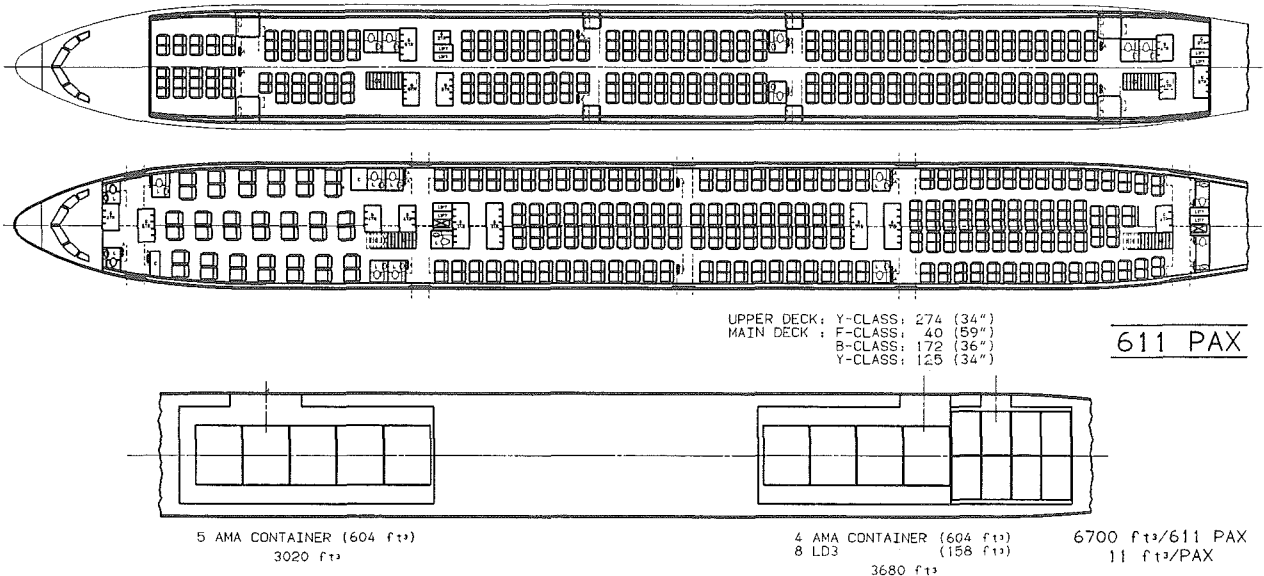 UPPER DECK: Y-CLASS: 274 (34")
MAIN DECK : F-CLASS: 40 (59")
B-CLASS: 172 (36")
Y-CLASS: 125 (34")
611 PAX
5 AMA CONTAINER (604 ft³)
3020 ft³
4 AMA CONTAINER (604 ft³)
8 LD3 (158 ft³)
3680 ft³
6700 ft³/611 PAX
11 ft³/PAX